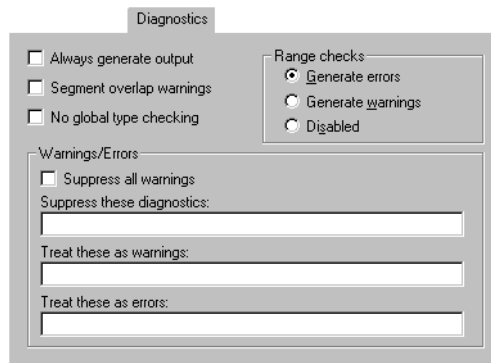 Diagnostics
Always generate output
Segment overlap warnings
No global type checking
Range checks
Generate errors
Generate warnings
Disabled
Warnings/Errors
Suppress all warnings
Suppress these diagnostics:
Treat these as warnings:
Treat these as errors: